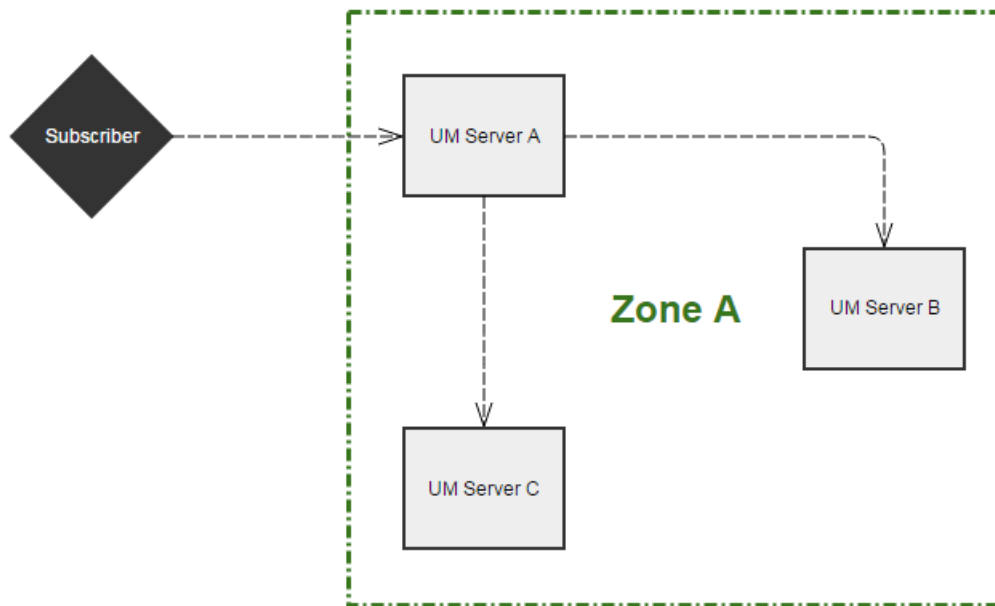 Subscriber
UM Server A
Zone A
UM Server B
UM Server C